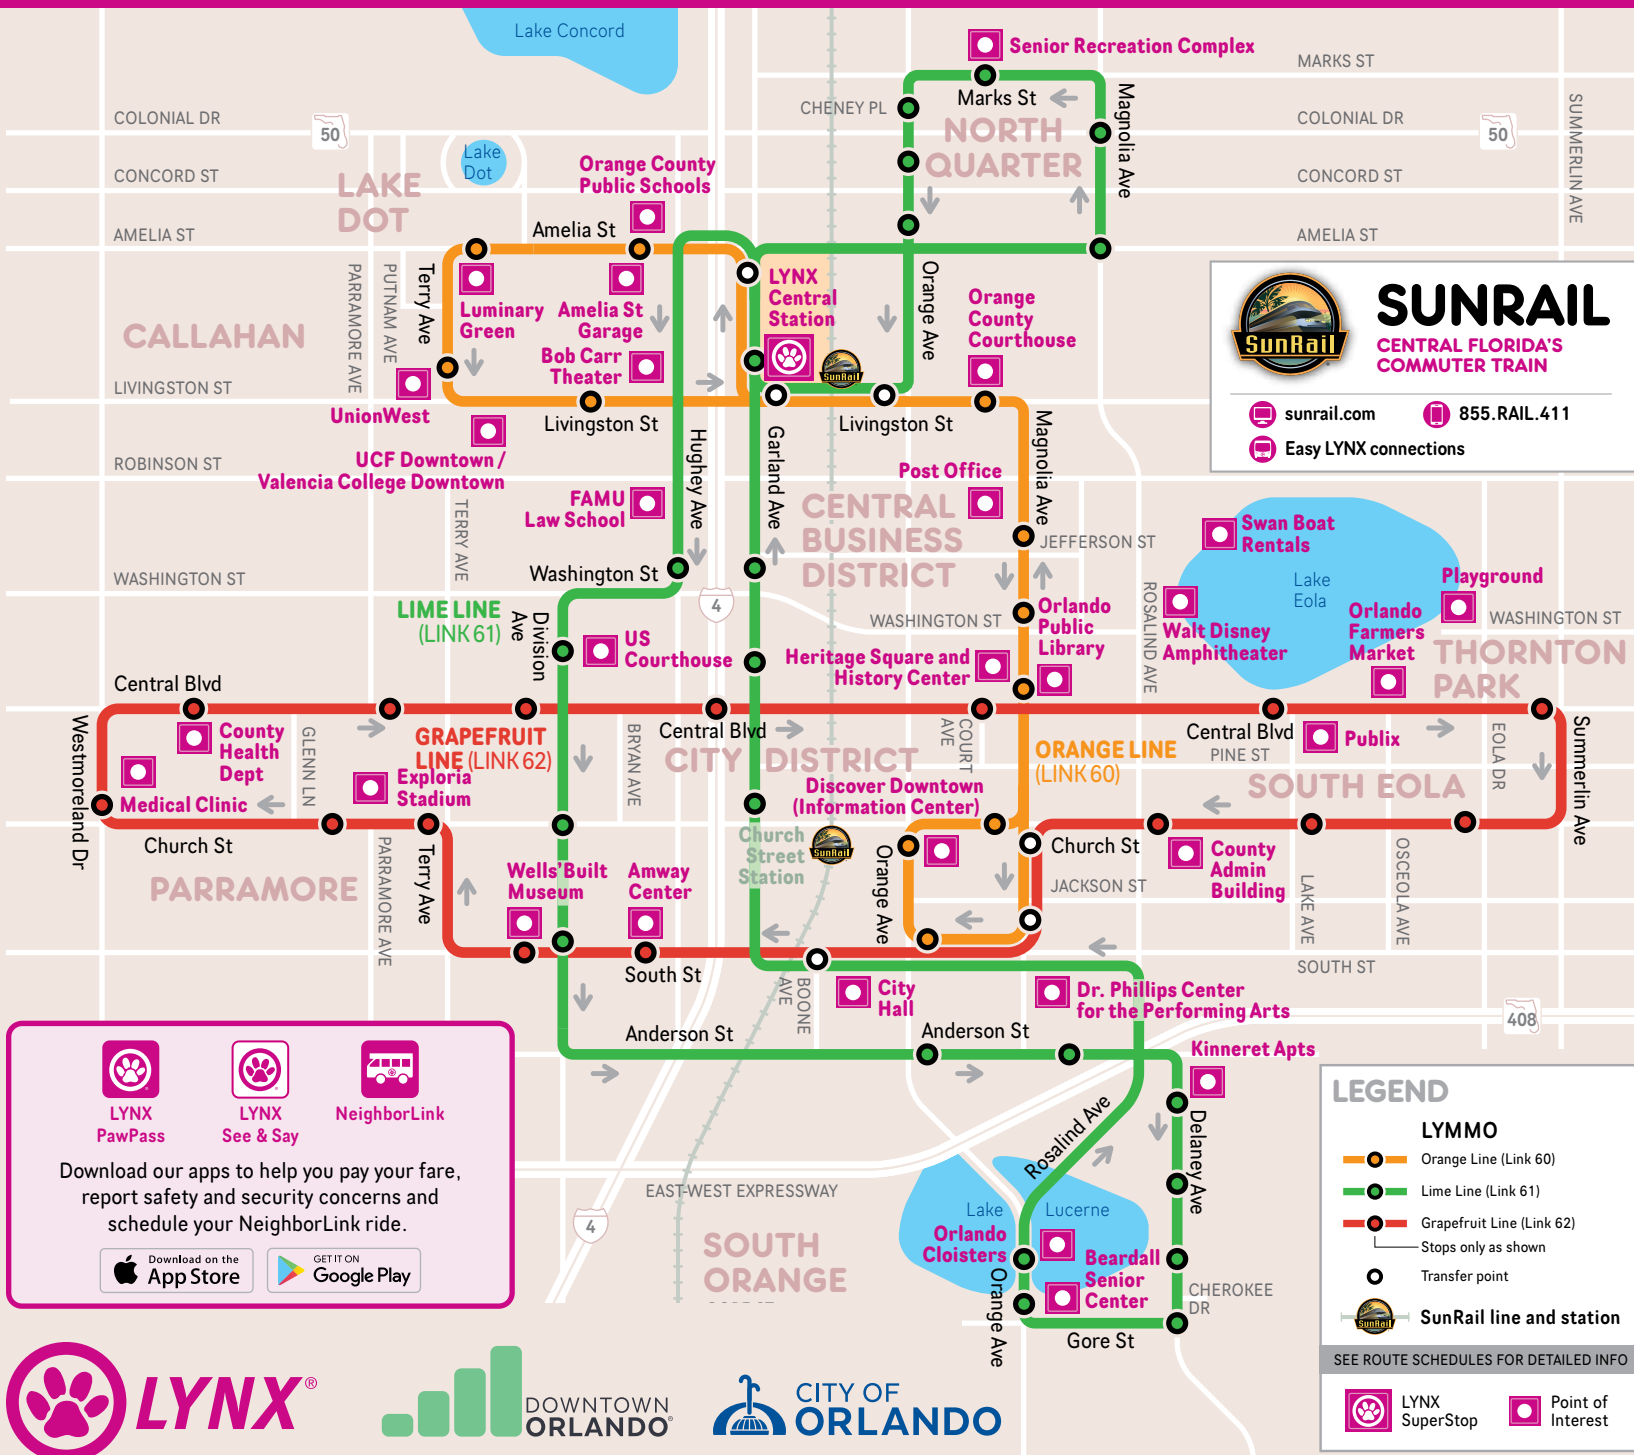 Lake Concord
Senior Recreation Complex
MARKS ST
Marks St
CHENEY PL
Magnolia Ave
SUMMERLIN AVE
COLONIAL DR
50
NORTH
QUARTER
COLONIAL DR
50
Lake
Dot
Orange County
Public Schools
CONCORD ST
LAKE
DOT
CONCORD ST
AMELIA ST
Amelia St
AMELIA ST
PARRAMORE AVE
PUTNAM AVE
Terry Ave
Luminary
Green
Amelia St
Garage
LYNX
Central
Station
Orange Ave
Orange
County
Courthouse
CALLAHAN
Bob Carr
Theater
SunRail
LIVINGSTON ST
UnionWest
Livingston St
Livingston St
SunRail
SUNRAIL
CENTRAL FLORIDA'S
COMMUTER TRAIN
sunrail.com
855.RAIL.411
Easy LYNX connections
Hughey Ave
Garland Ave
Magnolia Ave
ROBINSON ST
UCF Downtown /
Valencia College Downtown
Post Office
FAMU
Law School
TERRY AVE
CENTRAL
BUSINESS
DISTRICT
JEFFERSON ST
Swan Boat
Rentals
Lake
Eola
Playground
WASHINGTON ST
Washington St
4
LIME LINE
(LINK 61)
Division
Ave
US
Courthouse
WASHINGTON ST
Orlando
Public
Library
ROSALIND AVE
Walt Disney
Amphitheater
Orlando
Farmers
Market
WASHINGTON ST
THORNTON
PARK
Heritage Square and
History Center
Central Blvd
Westmoreland Dr
County
Health
Dept
Medical Clinic
GLENN LN
GRAPEFRUIT
LINE (LINK 62)
Exploria
Stadium
BRYAN AVE
Central Blvd
CITY DISTRICT
COURT
AVE
ORANGE LINE
(LINK 60)
Central Blvd
PINE ST
Publix
EOLA DR
Summerlin Ave
SOUTH EOLA
Discover Downtown
(Information Center)
Church St
PARRAMORE AVE
Terry Ave
Church
Street
Station
SunRail
Orange Ave
Church St
JACKSON ST
County
Admin
Building
LAKE AVE
OSCEOLA AVE
PARRAMORE
Wells'Built
Museum
Amway
Center
South St
BOONE
AVE
City
Hall
Dr. Phillips Center
for the Performing Arts
SOUTH ST
408
Anderson St
Anderson St
Kinneret Apts
Rosalind Ave
Delaney Ave
EAST-WEST EXPRESSWAY
4
SOUTH
ORANGE
Lake
Lucerne
Orlando
Cloisters
Beardall
Senior
Center
Orange Ave
CHEROKEE
DR
Gore St
LYNX
PawPass
LYNX
See & Say
NeighborLink
Download our apps to help you pay your fare,
report safety and security concerns and
schedule your NeighborLink ride.
Download on the
App Store
GET IT ON
Google Play
LEGEND
LYMMO
Orange Line (Link 60)
Lime Line (Link 61)
Grapefruit Line (Link 62)
Stops only as shown
Transfer point
SunRail
SunRail line and station
SEE ROUTE SCHEDULES FOR DETAILED INFO
LYNX
SuperStop
Point of
Interest
LYNX®
DOWNTOWN
ORLANDO
CITY OF
ORLANDO